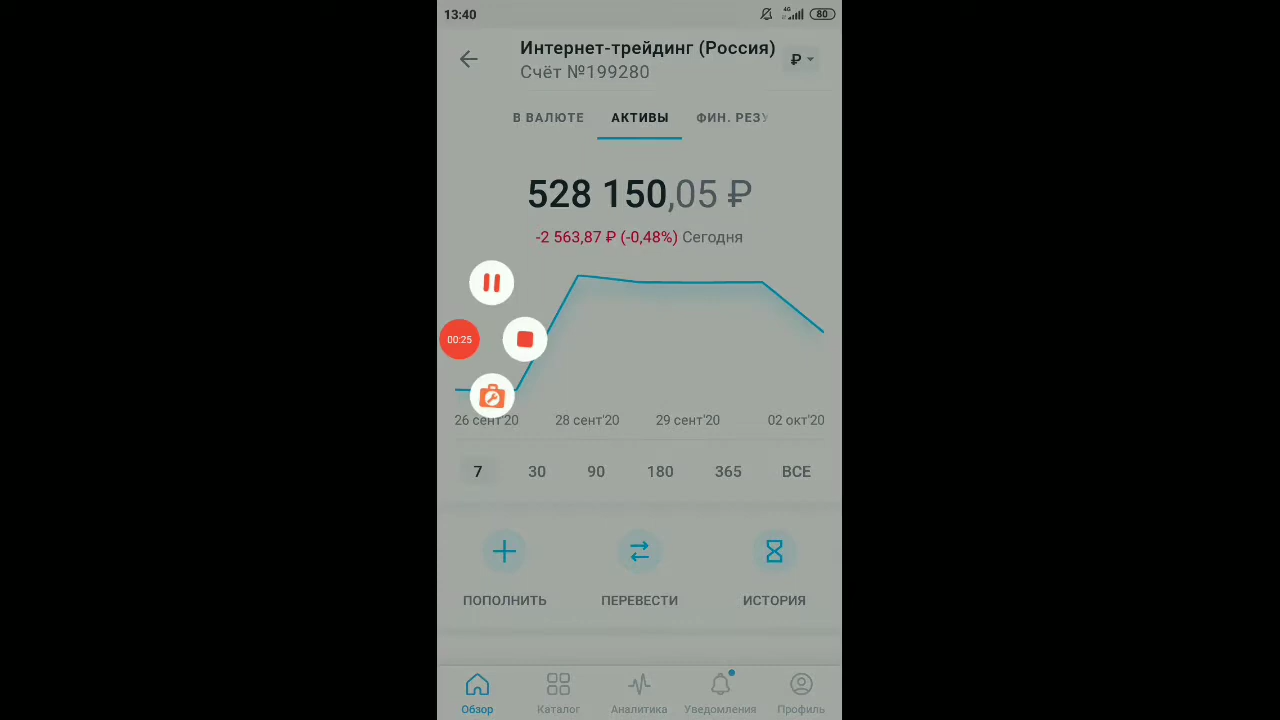 13:40
4G
80
Интернет-трейдинг (Россия)
Счёт №199280
₽
В ВАЛЮТЕ АКТИВЫ ФИН. РЕЗУ
528 150,05 ₽
-2 563,87 ₽ (-0,48%) Сегодня
00:25
26 сент'20 28 сент'20 29 сент'20 02 окт'20
7 30 90 180 365 ВСЕ
ПОПОЛНИТЬ ПЕРЕВЕСТИ ИСТОРИЯ
Обзор Каталог Аналитика Уведомления Профиль